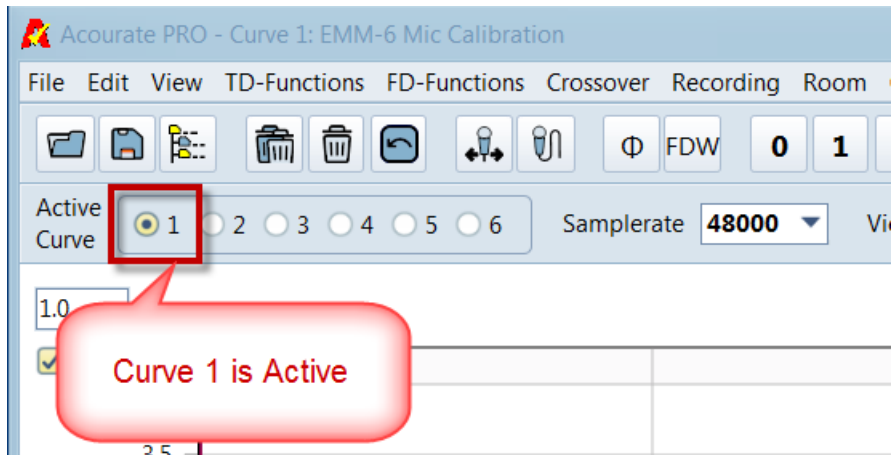 Acourate PRO - Curve 1: EMM-6 Mic Calibration
File Edit View TD-Functions FD-Functions Crossover Recording Room
Φ FDW 0 1
Active Curve 1 2 3 4 5 6 Samplerate 48000
1.0
Curve 1 is Active
3.5